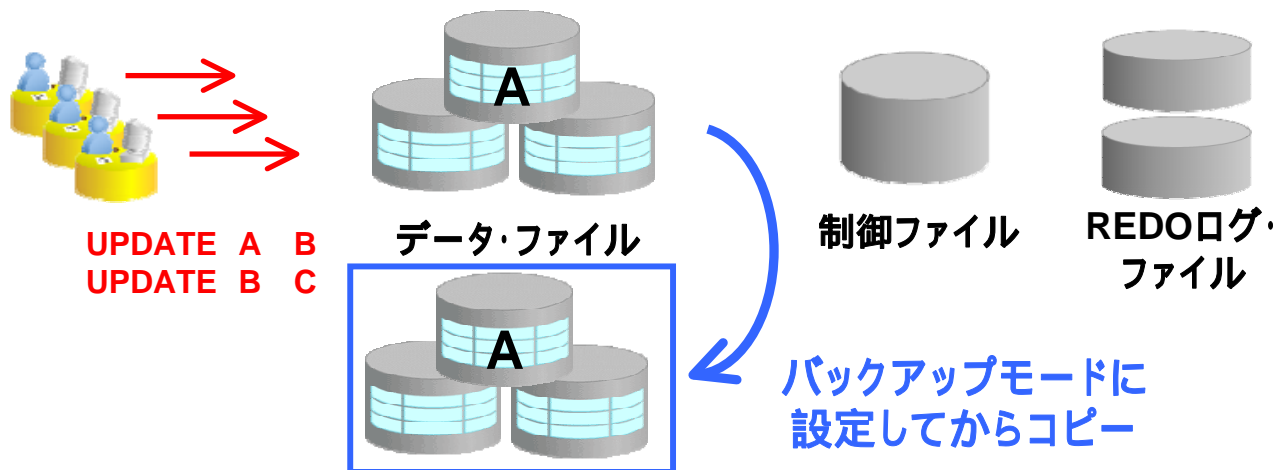 A
UPDATE A B
UPDATE B C
データ・ファイル
制御ファイル
REDOログ・
ファイル
A
バックアップモードに
設定してからコピー